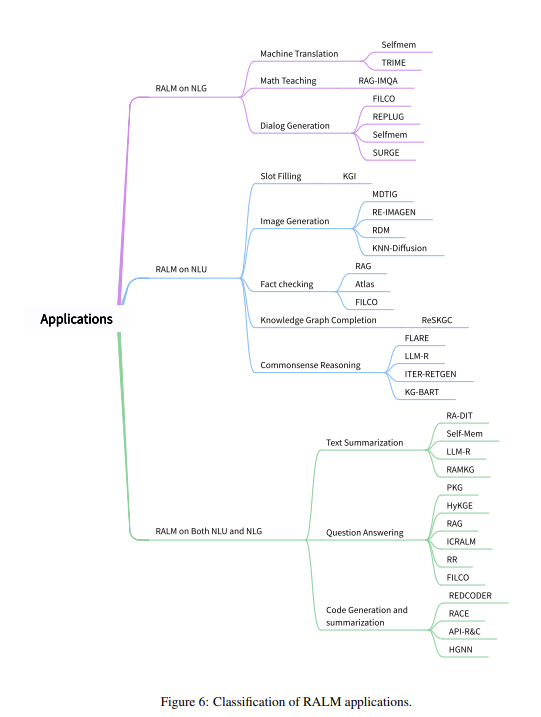 Selfmem
Machine Translation
TRIME
RALM on NLG
Math Teaching
RAG-IMQA
FILCO
REPLUG
Dialog Generation
Selfmem
SURGE
Slot Filling
KGI
MDTIG
RE-IMAGEN
Image Generation
RDM
KNN-Diffusion
RALM on NLU
RAG
Fact checking
Atlas
FILCO
Applications
Knowledge Graph Completion
ReSKGC
FLARE
LLM-R
Commonsense Reasoning
ITER-RETGEN
KG-BART
RA-DIT
Text Summarization
Self-Mem
LLM-R
RAMKG
PKG
HyKGE
RAG
RALM on Both NLU and NLG
Question Answering
ICRALM
RR
FILCO
REDCODER
Code Generation and
summarization
RACE
API-R&C
HGNN
Figure 6: Classification of RALM applications.